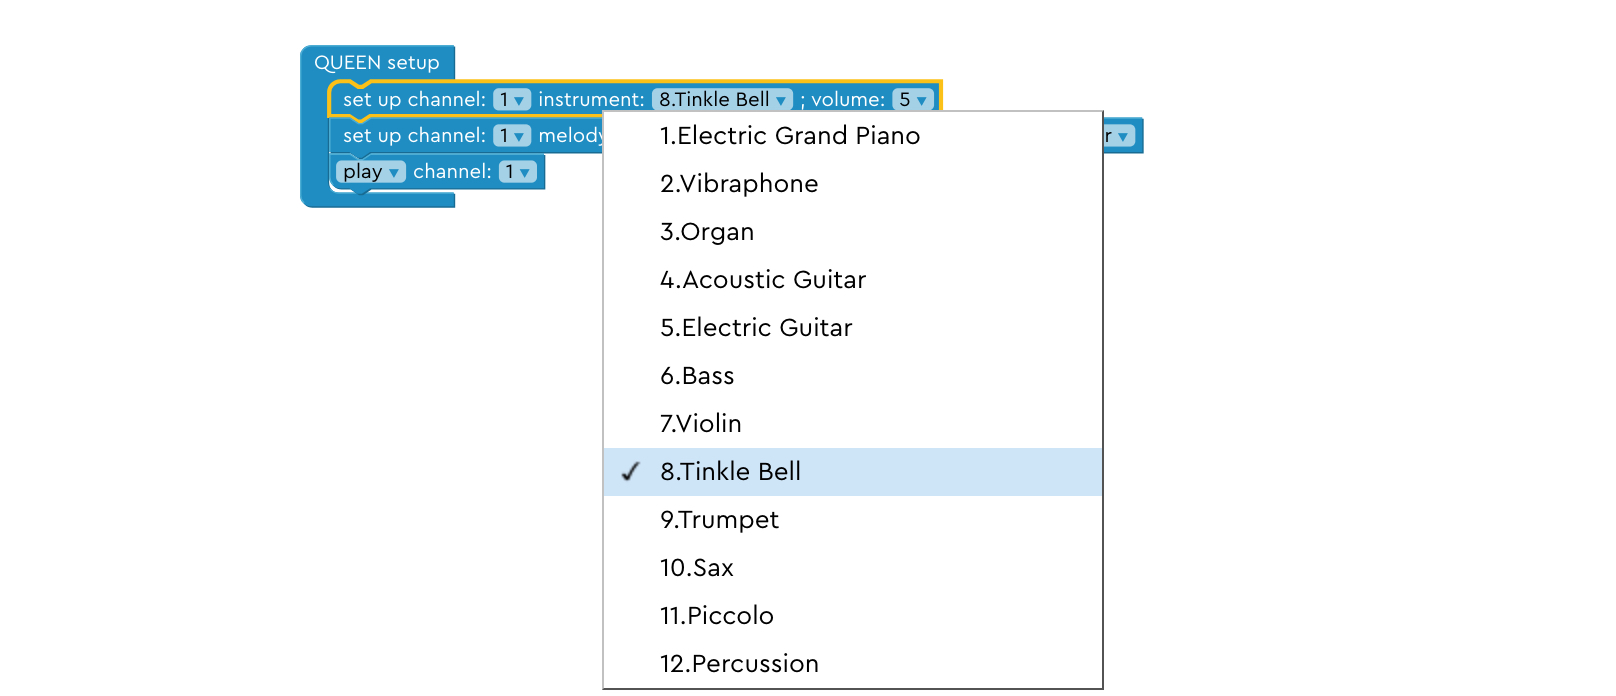 QUEEN setup
set up channel: 1 instrument: 8.Tinkle Bell ; volume: 5
set up channel: 1
play channel: 1
1.Electric Grand Piano
2.Vibraphone
3.Organ
4.Acoustic Guitar
5.Electric Guitar
6.Bass
7.Violin
8.Tinkle Bell
9.Trumpet
10.Sax
11.Piccolo
12.Percussion